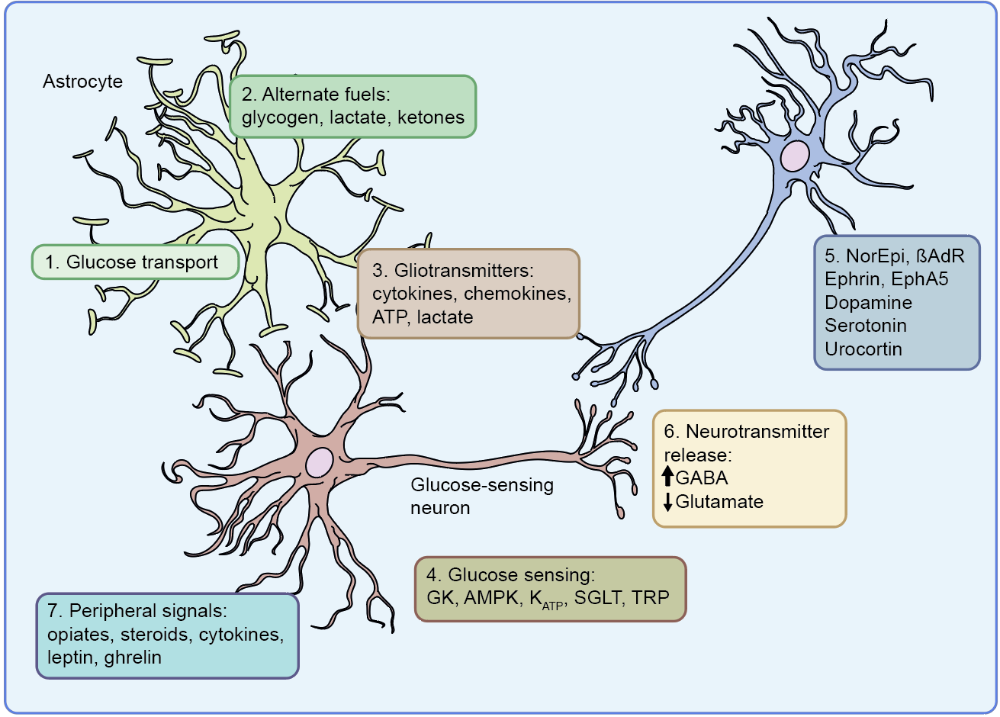 Astrocyte
2. Alternate fuels:
glycogen, lactate, ketones
1. Glucose transport
3. Gliotransmitters:
cytokines, chemokines,
ATP, lactate
5. NorEpi, ßAdR
Ephrin, EphA5
Dopamine
Serotonin
Urocortin
6. Neurotransmitter
release:
↑GABA
↓Glutamate
Glucose-sensing
neuron
4. Glucose sensing:
GK, AMPK, K_ATP, SGLT, TRP
7. Peripheral signals:
opiates, steroids, cytokines,
leptin, ghrelin